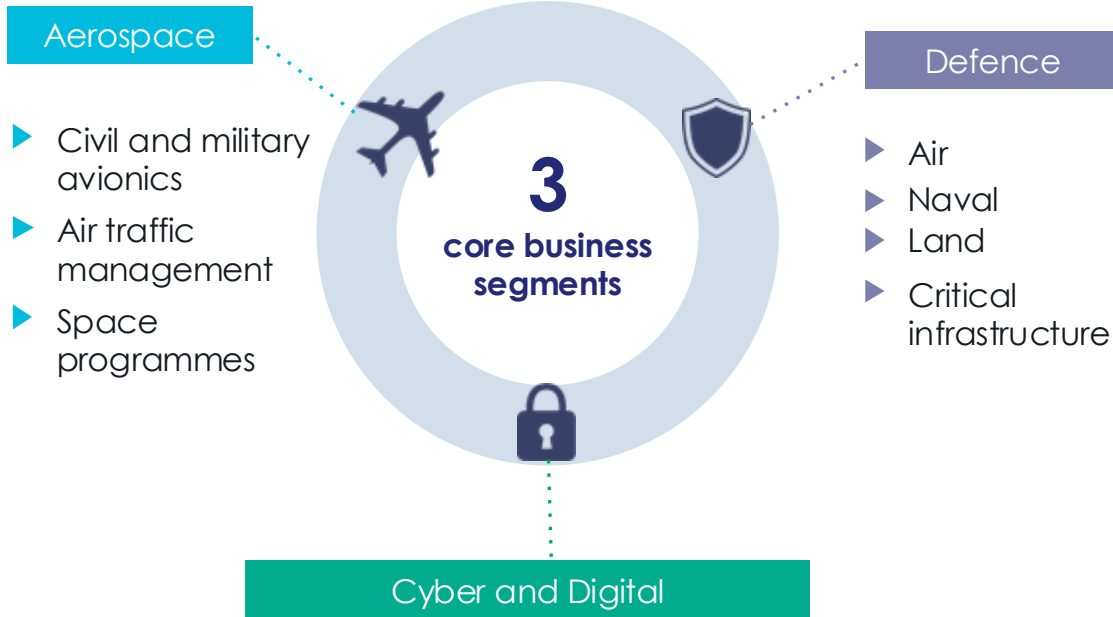 Aerospace
Civil and military
avionics
Air traffic
management
Space
programmes
3
core business
segments
Defence
Air
Naval
Land
Critical
infrastructure
Cyber and Digital